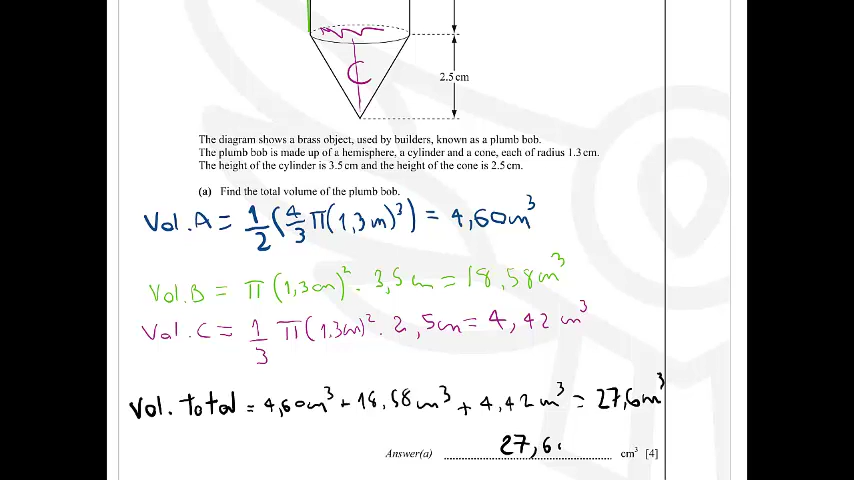 C
2.5 cm
The diagram shows a brass object, used by builders, known as a plumb bob.
The plumb bob is made up of a hemisphere, a cylinder and a cone, each of radius 1.3 cm.
The height of the cylinder is 3.5 cm and the height of the cone is 2.5 cm.
(a) Find the total volume of the plumb bob.
Vol. A = 1/2 (4/3 π(1,3 cm)³) = 4,60 cm³
Vol. B = π (1,3 cm)² . 3,5 cm = 18,58 cm³
Vol. C = 1/3 π(1,3 cm)² . 2,5 cm = 4,42 cm³
Vol. Total = 4,60 cm³ + 18,58 cm³ + 4,42 cm³ = 27,6 cm³
27,6
Answer(a) ........................................ cm³ [4]